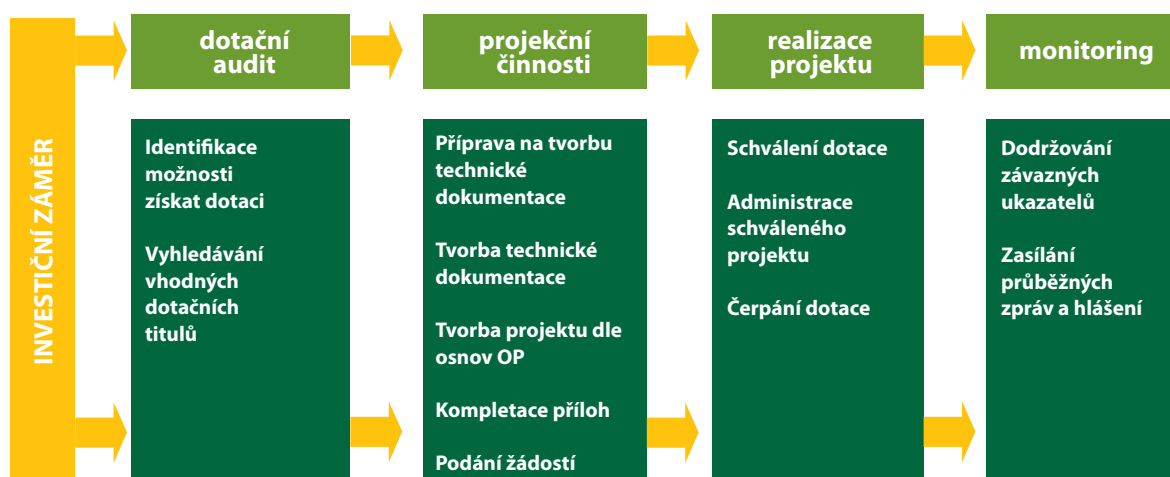 INVESTIČNÍ ZÁMĚR
dotační
audit
Identifikace
možnosti
získat dotaci
Vyhledávání
vhodných
dotačních
titulů
projekční
činnosti
Příprava na tvorbu
technické
dokumentace
Tvorba technické
dokumentace
Tvorba projektu dle
osnov OP
Kompletace příloh
Podání žádostí
realizace
projektu
Schválení dotace
Administrace
schváleného
projektu
Čerpání dotace
monitoring
Dodržování
závazných
ukazatelů
Zasílání
průběžných
zpráv a hlášení